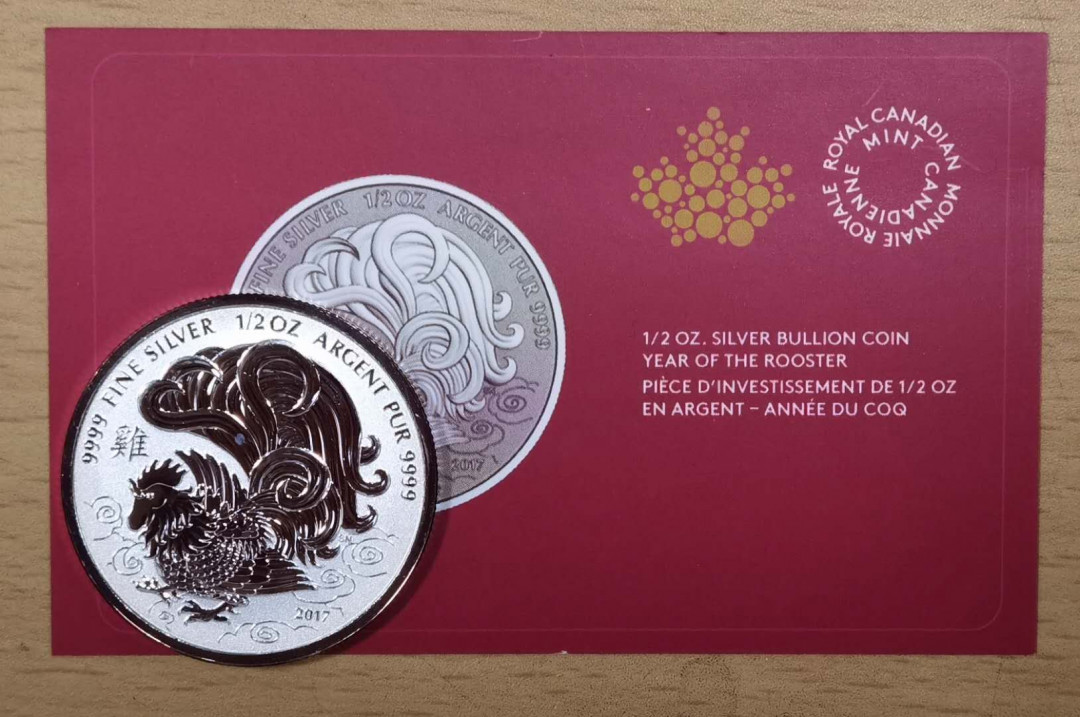 ROYAL CANADIAN MINT
MONNAIE ROYALE CANADIENNE
FINE SILVER 1/2 OZ ARGENT PUR 9999
2017
1/2 OZ. SILVER BULLION COIN
YEAR OF THE ROOSTER
PIÈCE D'INVESTISSEMENT DE 1/2 OZ
EN ARGENT – ANNÉE DU COQ
9999 FINE SILVER 1/2 OZ ARGENT PUR 9999
雞
2017